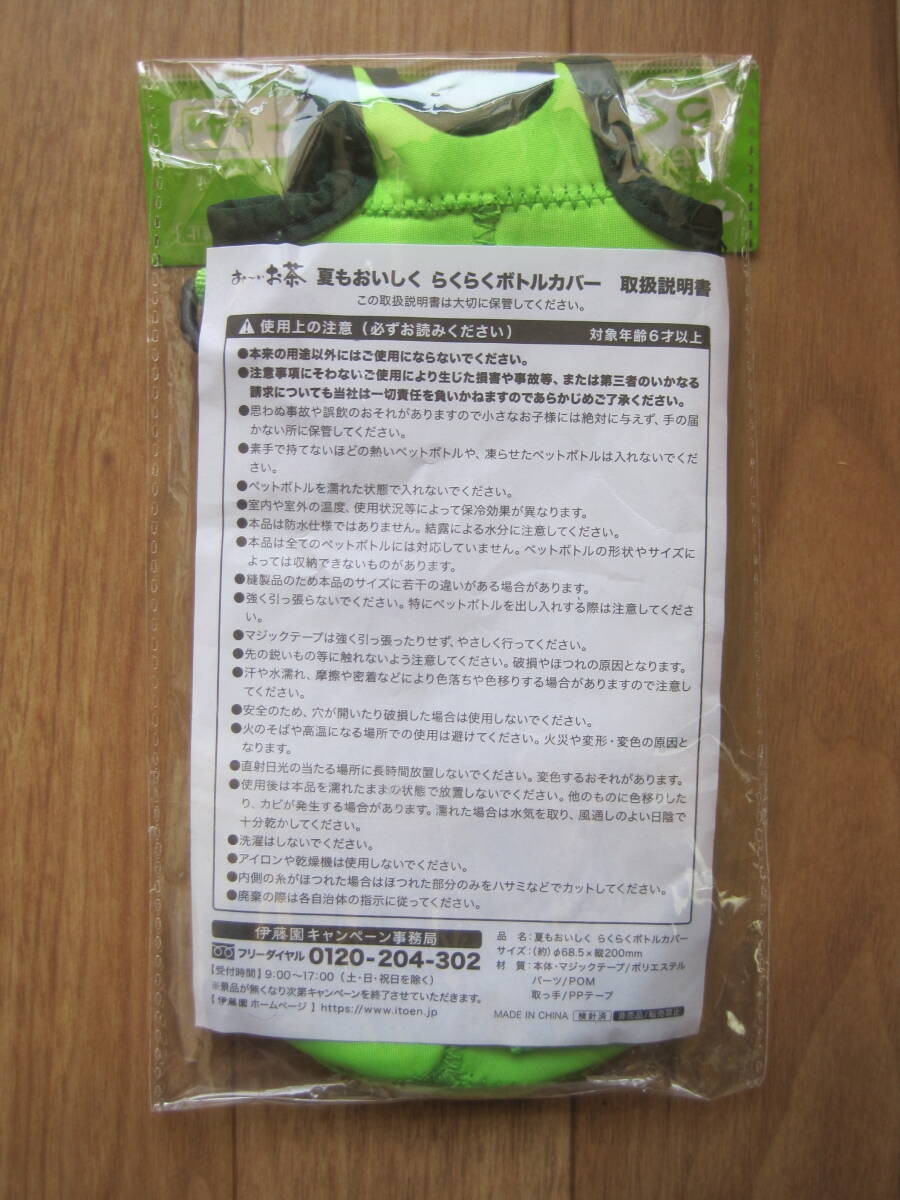 お〜いお茶 夏もおいしく らくらくボトルカバー 取扱説明書
この取扱説明書は大切に保管してください。
使用上の注意(必ずお読みください) 対象年齢6才以上
●本来の用途以外にはご使用にならないでください。
●注意事項にそわないご使用により生じた損害や事故等、または第三者のいかなる
請求についても当社は一切責任を負いかねますのであらかじめご了承ください。
●思わぬ事故や誤飲のおそれがありますので小さなお子様には絶対に与えず、手の届
かない所に保管してください。
●素手で持てないほどの熱いペットボトルや、凍らせたペットボトルは入れないでくだ
さい。
●ペットボトルを濡れた状態で入れないでください。
●室内や室外の温度、使用状況等によって保冷効果が異なります。
●本品は防水仕様ではありません。結露による水分に注意してください。
●本品は全てのペットボトルには対応していません。ペットボトルの形状やサイズに
よっては収納できないものがあります。
●縫製品のため本品のサイズに若干の違いがある場合があります。
●強く引っ張らないでください。特にペットボトルを出し入れする際は注意してくださ
い。
●マジックテープは強く引っ張ったりせず、やさしく行ってください。
●先の鋭いもの等に触れないよう注意してください。破損やほつれの原因となります。
●汗や水濡れ、摩擦や密着などにより色落ちや色移りする場合がありますので注意し
てください。
●安全のため、穴が開いたり破損した場合は使用しないでください。
●火のそばや高温になる場所での使用は避けてください。火災や変形・変色の原因と
なります。
●直射日光の当たる場所に長時間放置しないでください。変色するおそれがあります。
●使用後は本品を濡れたままの状態で放置しないでください。他のものに色移りした
り、カビが発生する場合があります。濡れた場合は水気を取り、風通しのよい日陰で
十分乾かしてください。
●洗濯はしないでください。
●アイロンや乾燥機は使用しないでください。
●内側の糸がほつれた場合はほつれた部分のみをハサミなどでカットしてください。
●廃棄の際は各自治体の指示に従ってください。
伊藤園キャンペーン事務局
フリーダイヤル 0120-204-302
【受付時間】9:00〜17:00(土・日・祝日を除く)
※景品が無くなり次第キャンペーンを終了させていただきます。
【伊藤園ホームページ】https://www.itoen.jp/
品 名:夏もおいしく らくらくボトルカバー
サイズ:(約)φ68.5×縦200mm
材 質:本体・マジックテープ/ポリエステル
パーツ/POM
取っ手/PPテープ
MADE IN CHINA 検針済 非売品/転売禁止